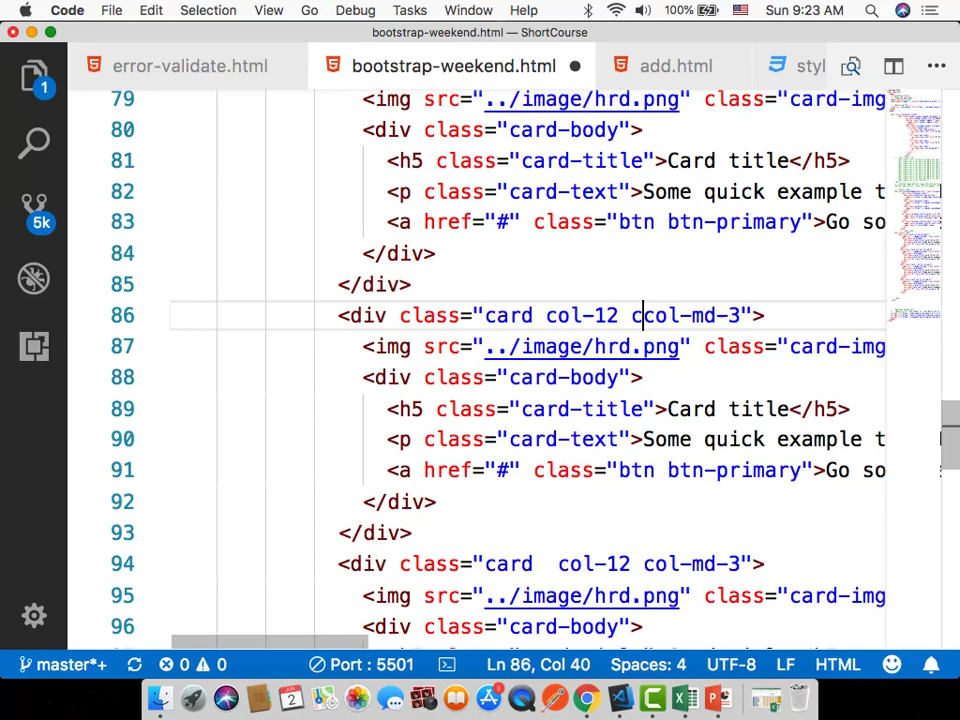 Code File Edit Selection View Go Debug Tasks Window Help 100% Sun 9:23 AM
bootstrap-weekend.html — ShortCourse
error-validate.html bootstrap-weekend.html add.html styl
1
5k
79 <img src="../image/hrd.png" class="card-img
80 <div class="card-body">
81 <h5 class="card-title">Card title</h5>
82 <p class="card-text">Some quick example t
83 <a href="#" class="btn btn-primary">Go so
84 </div>
85 </div>
86 <div class="card col-12 ccol-md-3">
87 <img src="../image/hrd.png" class="card-img
88 <div class="card-body">
89 <h5 class="card-title">Card title</h5>
90 <p class="card-text">Some quick example t
91 <a href="#" class="btn btn-primary">Go so
92 </div>
93 </div>
94 <div class="card  col-12 col-md-3">
95 <img src="../image/hrd.png" class="card-img
96 <div class="card-body">
master*+ 0 0 Port : 5501 Ln 86, Col 40 Spaces: 4 UTF-8 LF HTML
JUN
2